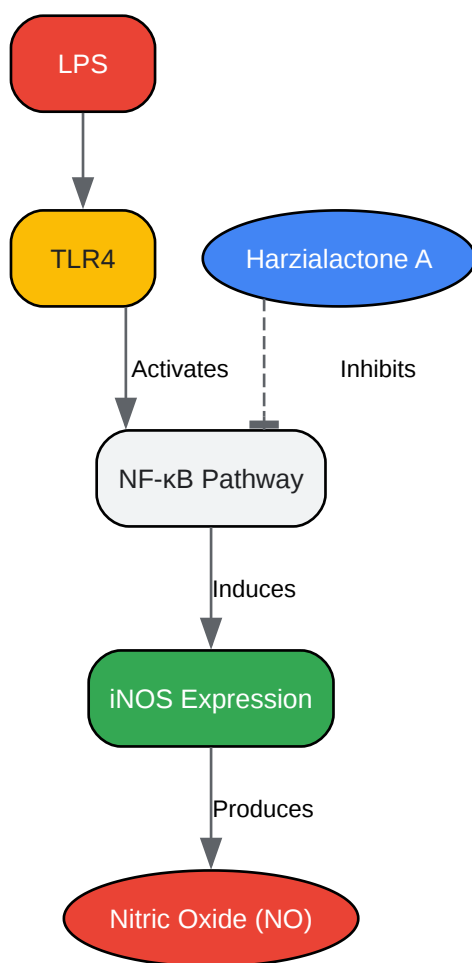 LPS
TLR4
Harzialactone A
Activates
Inhibits
NF-κB Pathway
Induces
iNOS Expression
Produces
Nitric Oxide (NO)